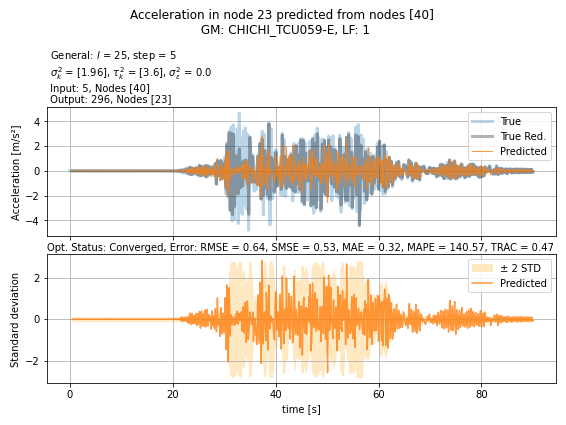 Acceleration in node 23 predicted from nodes [40]
GM: CHICHI_TCU059-E, LF: 1
General: l = 25, step = 5
σ²ₖ = [1.96], τ²ₖ = [3.6], σ²ε = 0.0
Input: 5, Nodes [40]
Output: 296, Nodes [23]
Acceleration [m/s²]
4
2
0
−2
−4
True
True Red.
Predicted
Opt. Status: Converged, Error: RMSE = 0.64, SMSE = 0.53, MAE = 0.32, MAPE = 140.57, TRAC = 0.47
Standard deviation
2
0
−2
± 2 STD
Predicted
0 20 40 60 80
time [s]